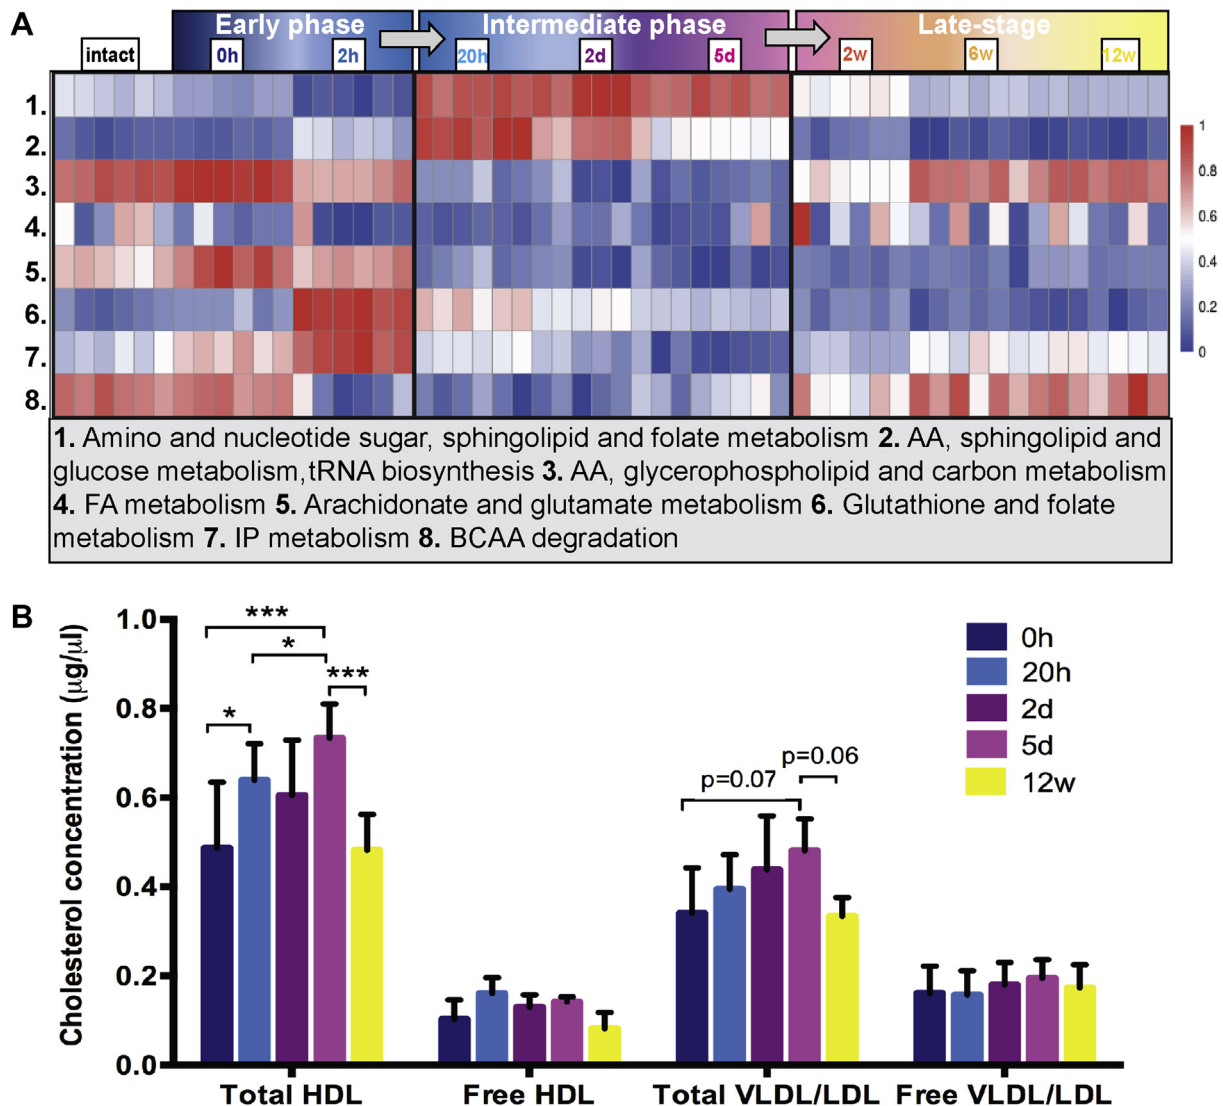 A
Early phase
Intermediate phase
Late-stage
intact
0h
2h
20h
2d
5d
2w
6w
12w
1.
2.
3.
4.
5.
6.
7.
8.
1
0.8
0.6
0.4
0.2
0
1. Amino and nucleotide sugar, sphingolipid and folate metabolism 2. AA, sphingolipid and
glucose metabolism, tRNA biosynthesis 3. AA, glycerophospholipid and carbon metabolism
4. FA metabolism 5. Arachidonate and glutamate metabolism 6. Glutathione and folate
metabolism 7. IP metabolism 8. BCAA degradation
B
Cholesterol concentration (µg/µl)
1.0
0.8
0.6
0.4
0.2
0.0
***
*
***
*
p=0.07
p=0.06
0h
20h
2d
5d
12w
Total HDL
Free HDL
Total VLDL/LDL
Free VLDL/LDL